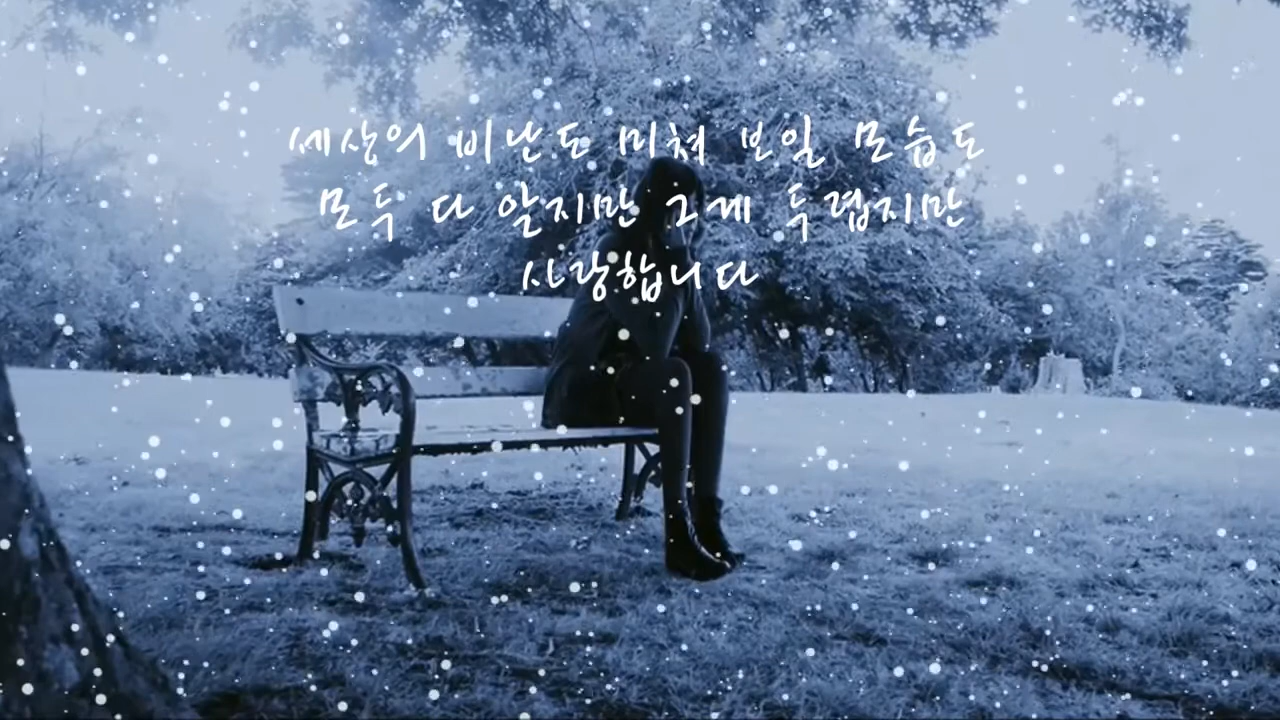 세상의 비난도 미쳐 보일 모습도
모두 다 알지만 그게 두렵지만
사랑합니다